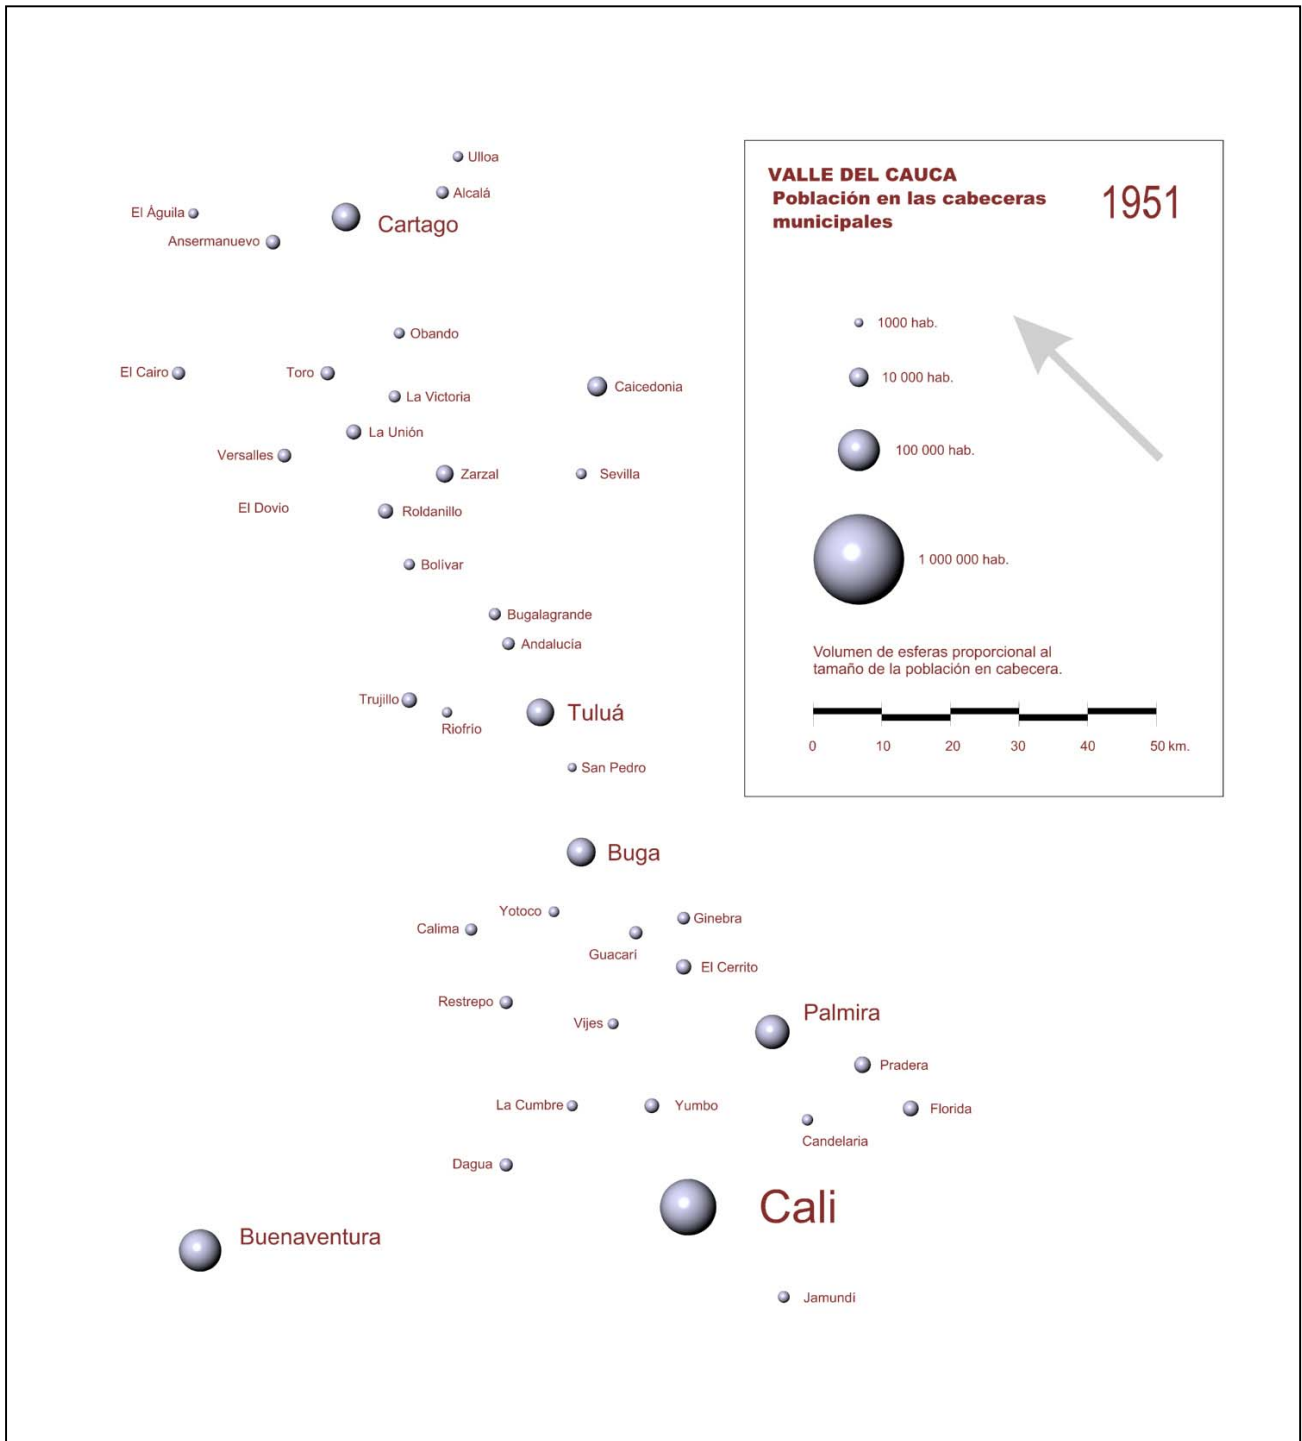 Ulloa
Alcalá
El Águila
Cartago
Ansermanuevo
Obando
El Cairo
Toro
Caicedonia
La Victoria
La Unión
Versalles
Zarzal
Sevilla
El Dovio
Roldanillo
Bolívar
Bugalagrande
Andalucía
Trujillo
Riofrío
Tuluá
San Pedro
Buga
Yotoco
Ginebra
Calima
Guacarí
El Cerrito
Restrepo
Palmira
Vijes
Pradera
La Cumbre
Yumbo
Florida
Candelaria
Dagua
Cali
Buenaventura
Jamundí
VALLE DEL CAUCA
Población en las cabeceras
municipales
1951
1000 hab.
10 000 hab.
100 000 hab.
1 000 000 hab.
Volumen de esferas proporcional al
tamaño de la población en cabecera.
0 10 20 30 40 50 km.